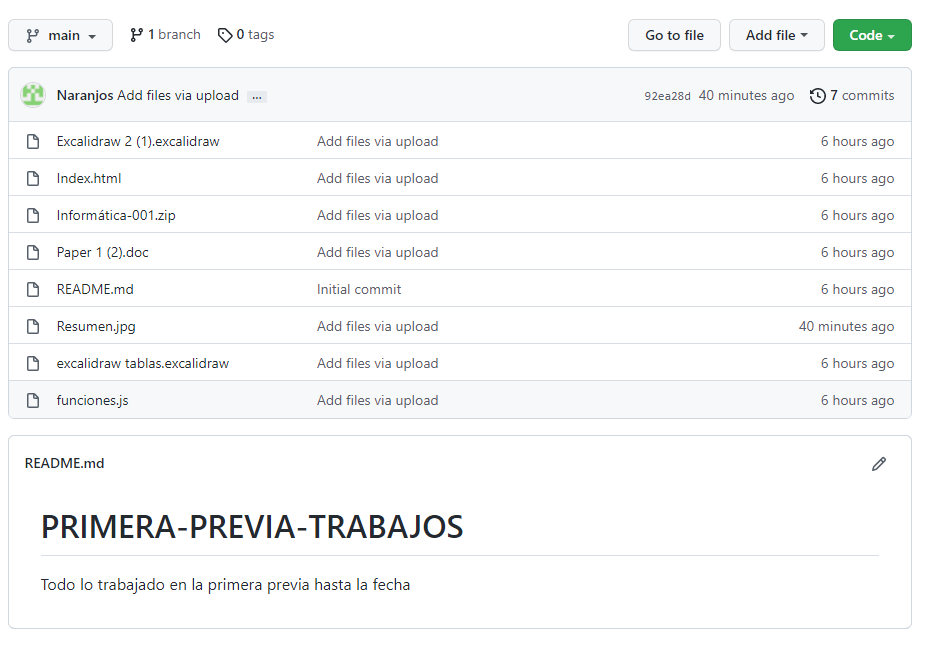 main 1 branch 0 tags Go to file Add file Code
Naranjos Add files via upload ... 92ea28d 40 minutes ago 7 commits
Excalidraw 2 (1).excalidraw Add files via upload 6 hours ago
Index.html Add files via upload 6 hours ago
Informática-001.zip Add files via upload 6 hours ago
Paper 1 (2).doc Add files via upload 6 hours ago
README.md Initial commit 6 hours ago
Resumen.jpg Add files via upload 40 minutes ago
excalidraw tablas.excalidraw Add files via upload 6 hours ago
funciones.js Add files via upload 6 hours ago
README.md
PRIMERA-PREVIA-TRABAJOS
Todo lo trabajado en la primera previa hasta la fecha